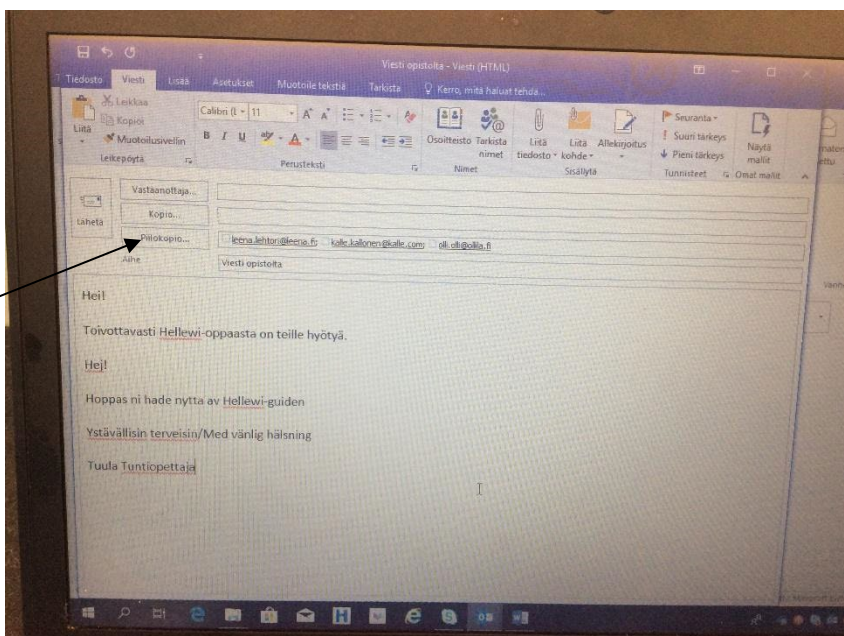 Viesti opistolta - Viesti (HTML)
Tiedosto Viesti Lisää Asetukset Muotoile tekstiä Tarkista Kerro, mitä haluat tehdä...
Liitä
Leikkaa
Kopioi
Muotoilusivellin
Leikepöytä
Calibri (L 11
B I U
Perusteksti
Osoitteisto Tarkista nimet
Nimet
Liitä tiedosto Liitä kohde Allekirjoitus
Sisällytä
Seuranta
Suuri tärkeys
Pieni tärkeys
Tunnisteet
Näytä mallit
Omat mallit
Lähetä
Vastaanottaja...
Kopio...
Piilokopio... leena.lehtori@leena.fi; kalle.kallonen@kalle.com; olli.olli@ollila.fi
Aihe Viesti opistolta
Hei!
Toivottavasti Hellewi-oppaasta on teille hyötyä.
Hej!
Hoppas ni hade nytta av Hellewi-guiden
Ystävällisin terveisin/Med vänlig hälsning
Tuula Tuntiopettaja